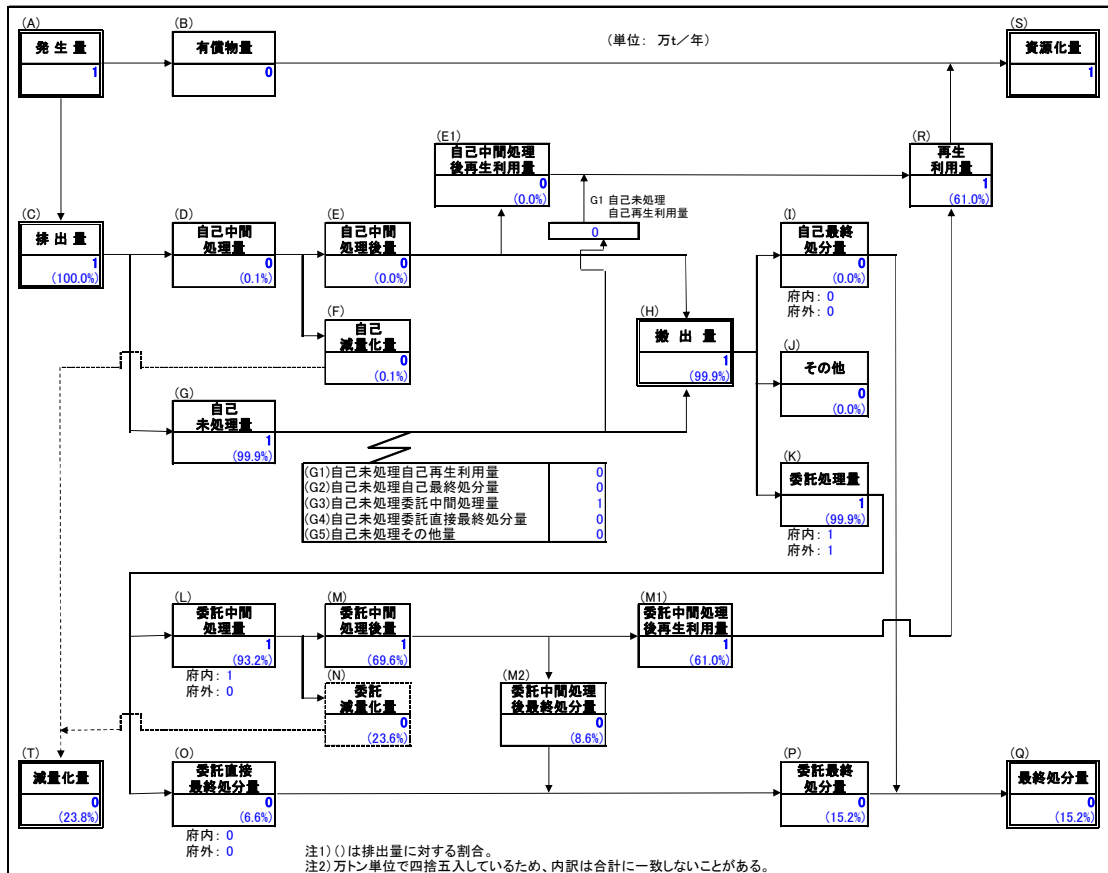 (A)
発 生 量
1
(B)
有償物量
0
(単位： 万t／年)
(S)
資源化量
1
(E1)
自己中間処理
後再生利用量
0
(0.0%)
G1 自己未処理
自己再生利用量
0
(R)
再生
利用量
1
(61.0%)
(C)
排 出 量
1
(100.0%)
(D)
自己中間
処理量
0
(0.1%)
(E)
自己中間
処理後量
0
(0.0%)
(I)
自己最終
処分量
0
(0.0%)
府内： 0
府外： 0
(F)
自己
減量化量
0
(0.1%)
(H)
搬 出 量
1
(99.9%)
(J)
その他
0
(0.0%)
(G)
自己
未処理量
1
(99.9%)
(G1)自己未処理自己再生利用量 0
(G2)自己未処理自己最終処分量 0
(G3)自己未処理委託中間処理量 1
(G4)自己未処理委託直接最終処分量 0
(G5)自己未処理その他量 0
(K)
委託処理量
1
(99.9%)
府内： 1
府外： 1
(L)
委託中間
処理量
1
(93.2%)
府内： 1
府外： 0
(M)
委託中間
処理後量
1
(69.6%)
(M1)
委託中間処理
後再生利用量
1
(61.0%)
(N)
委託
減量化量
0
(23.6%)
(M2)
委託中間処理
後最終処分量
0
(8.6%)
(T)
減量化量
0
(23.8%)
(O)
委託直接
最終処分量
0
(6.6%)
府内： 0
府外： 0
(P)
委託最終
処分量
0
(15.2%)
(Q)
最終処分量
0
(15.2%)
注1)()は排出量に対する割合。
注2)万トン単位で四捨五入しているため、内訳は合計に一致しないことがある。